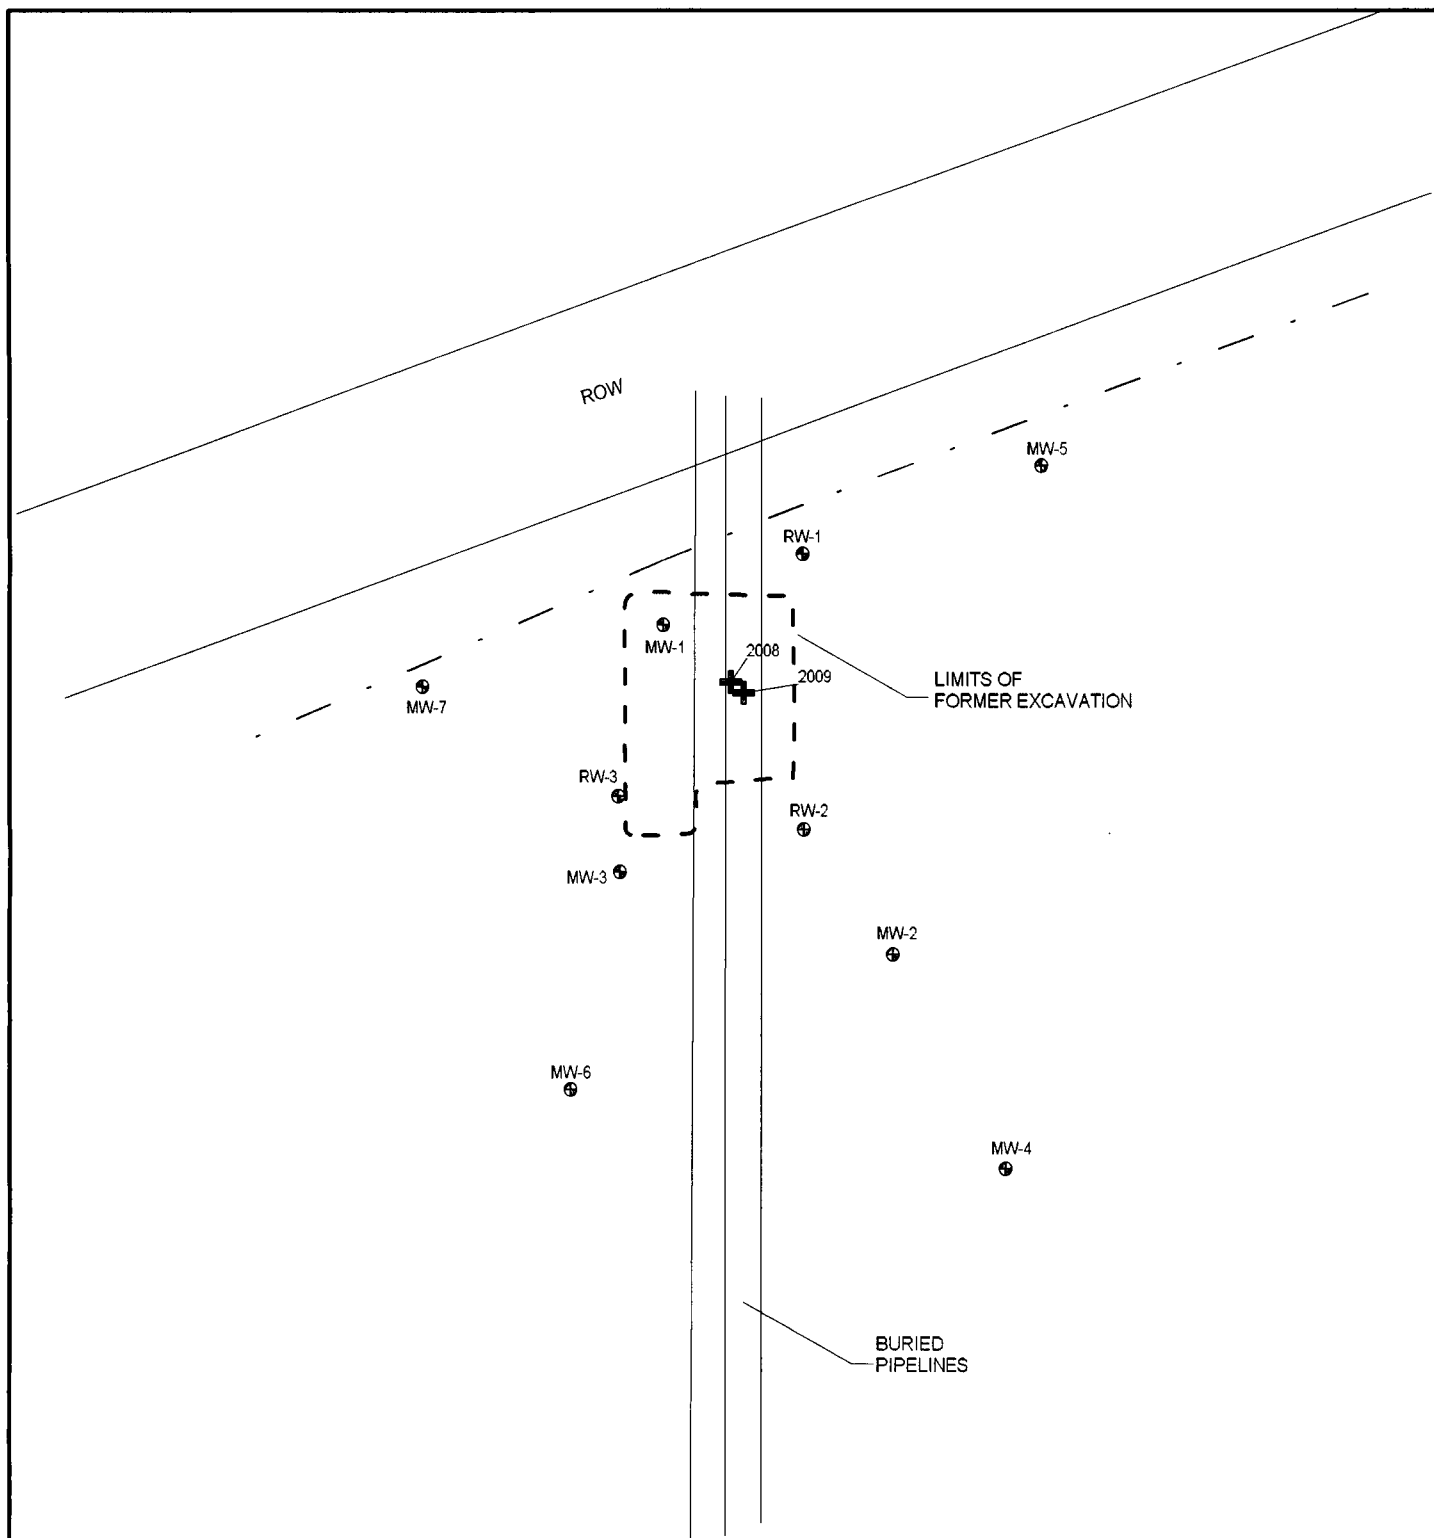 ROW
MW-5
RW-1
MW-1
2008
2009
LIMITS OF
FORMER EXCAVATION
MW-7
RW-3
RW-2
MW-3
MW-2
MW-6
MW-4
BURIED
PIPELINES